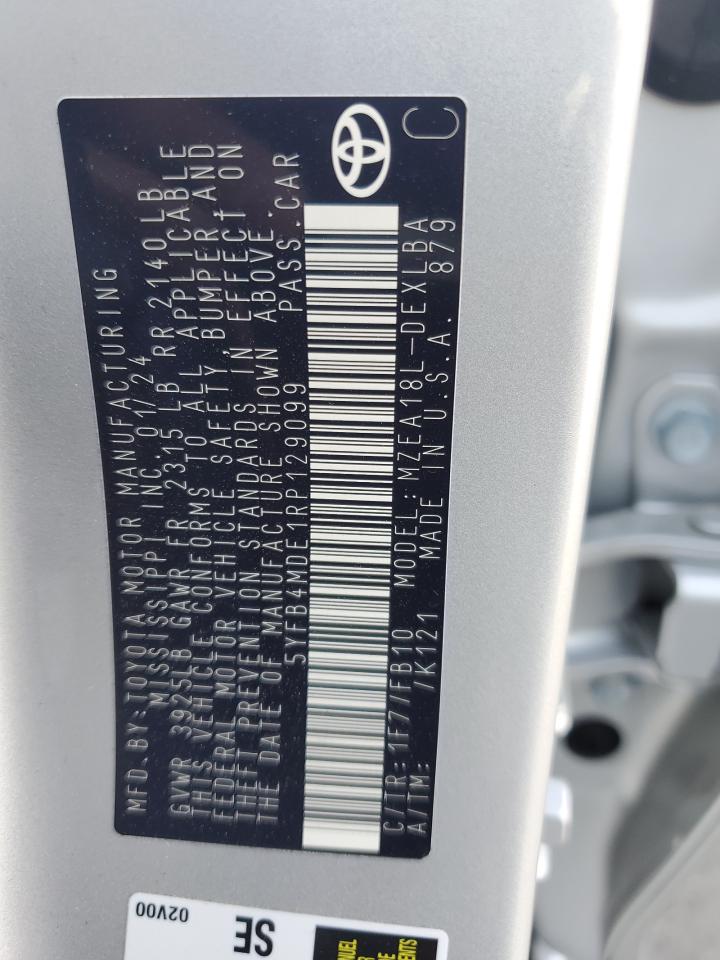 MFD.BY:TOYOTA MOTOR MANUFACTURING
MISSISSIPPI INC.01/24
GVWR 3925LB GAWR FR 2315 LB RR 2140LB
THIS VEHICLE CONFORMS TO ALL APPLICABLE
FEDERAL MOTOR VEHICLE SAFETY, BUMPER,AND
THEFT PREVENTION STANDARDS IN EFFECT ON
THE DATE OF MANUFACTURE SHOWN ABOVE.
5YFB4MDE1RP129099 PASS.CAR
C/TR:1F7/FB10 MODEL:MZEA18L-DEXLBA
A/TM: /K121 MADE IN U.S.A. 879
C
02V00
SE